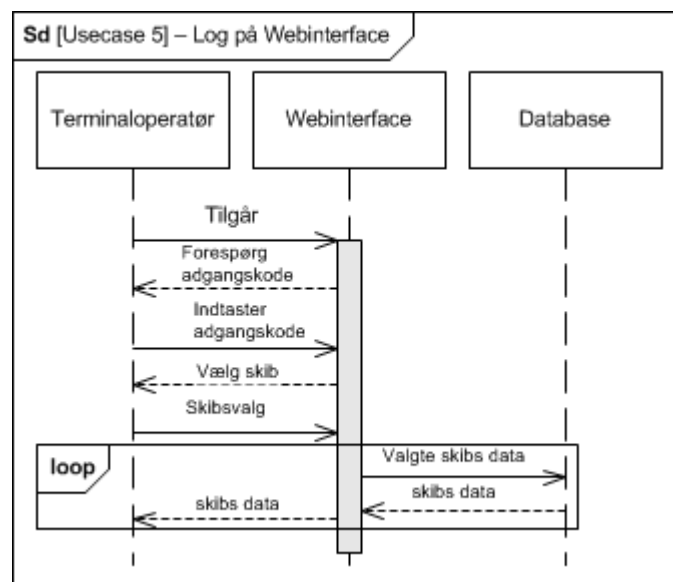 Sd [Usecase 5] – Log på Webinterface
Terminaloperatør
Webinterface
Database
Tilgår
Forespørg
adgangskode
Indtaster
adgangskode
Vælg skib
Skibsvalg
loop
Valgte skibs data
skibs data
skibs data